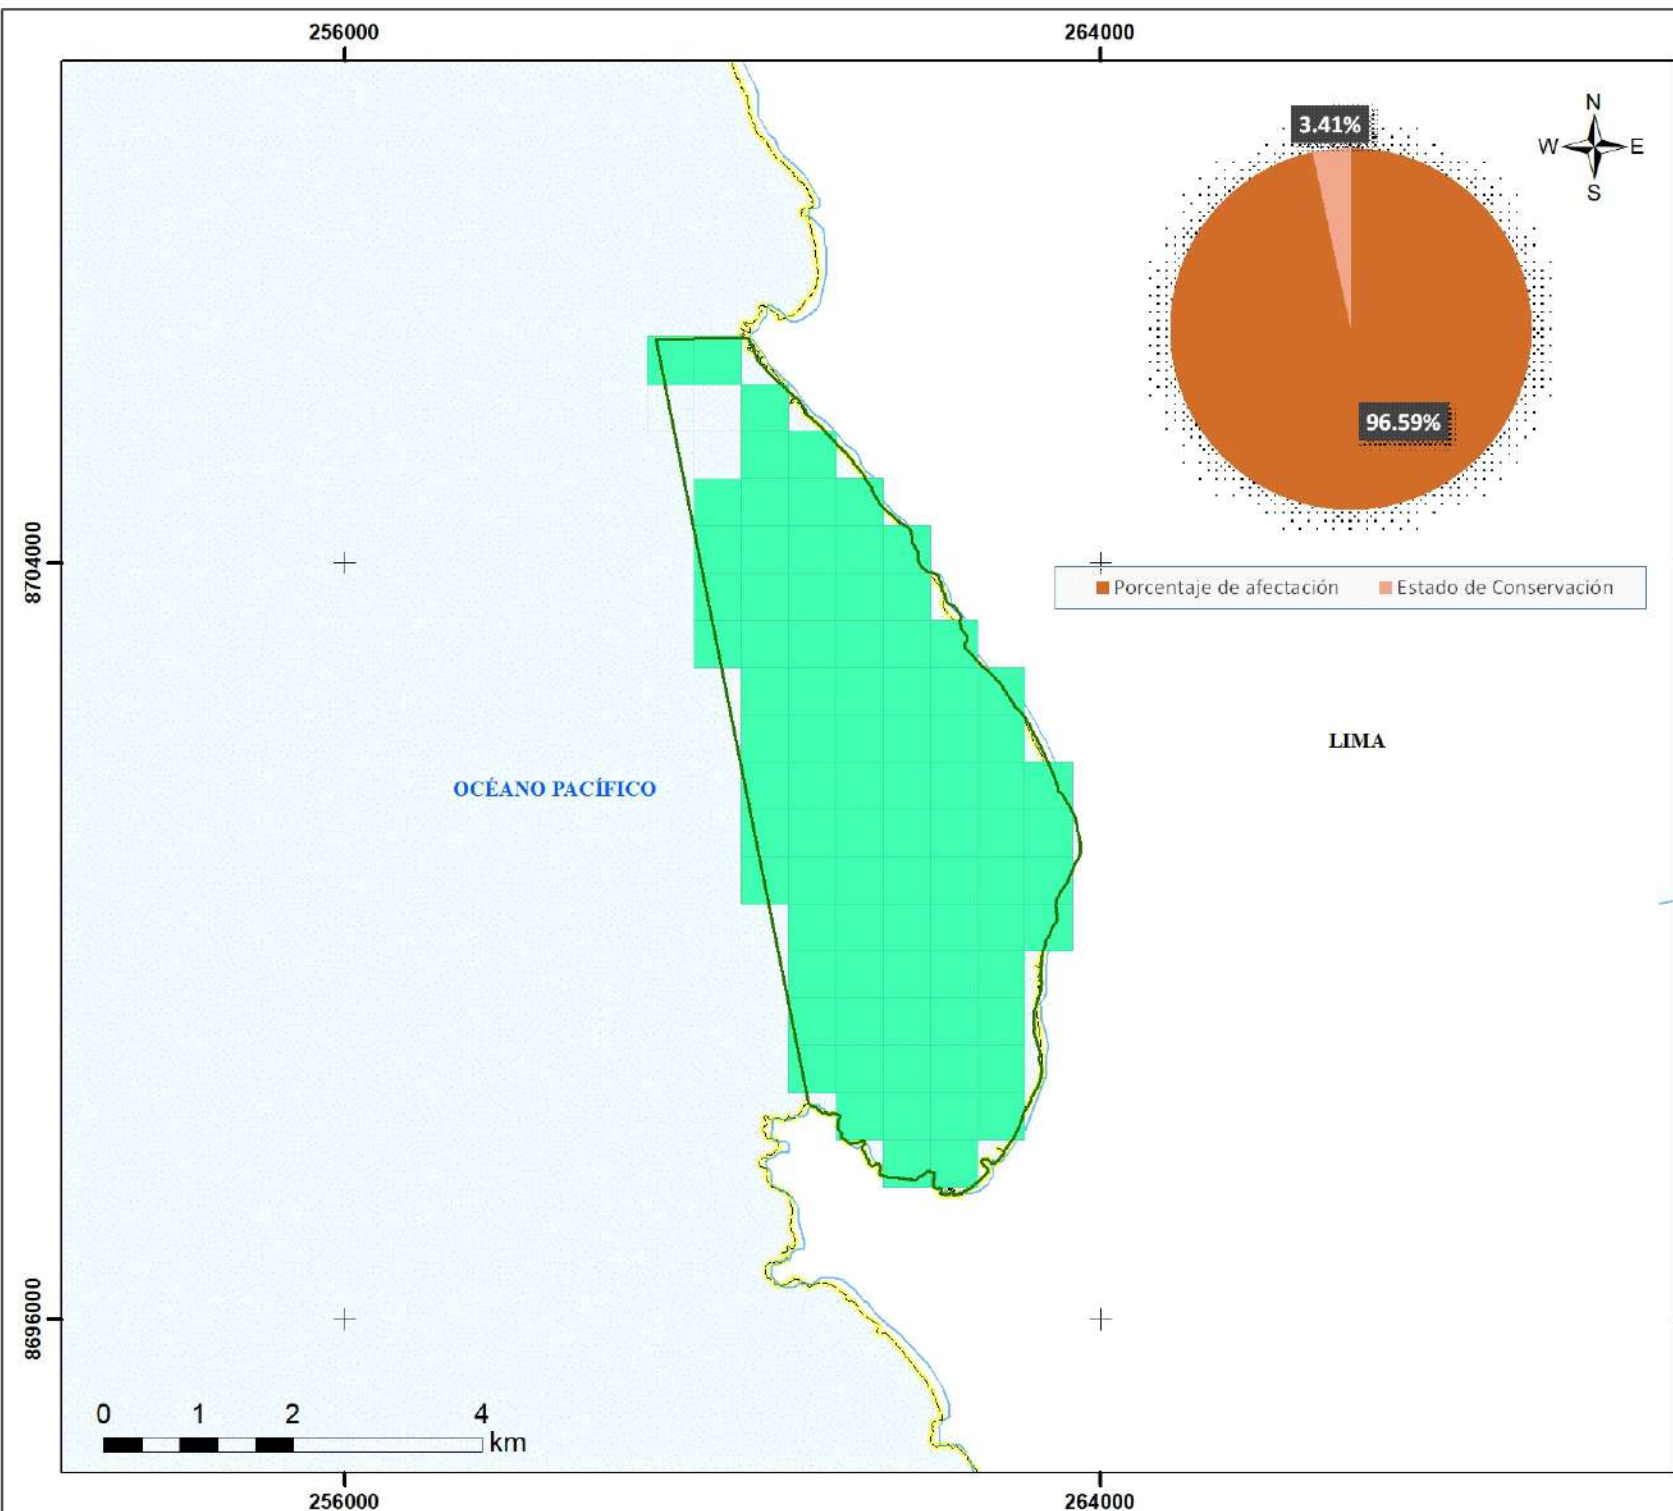 256000
264000
N
W
E
S
3.41%
96.59%
8704000
Porcentaje de afectación
Estado de Conservación
LIMA
OCÉANO PACÍFICO
8696000
0 1 2 4
km
256000
264000